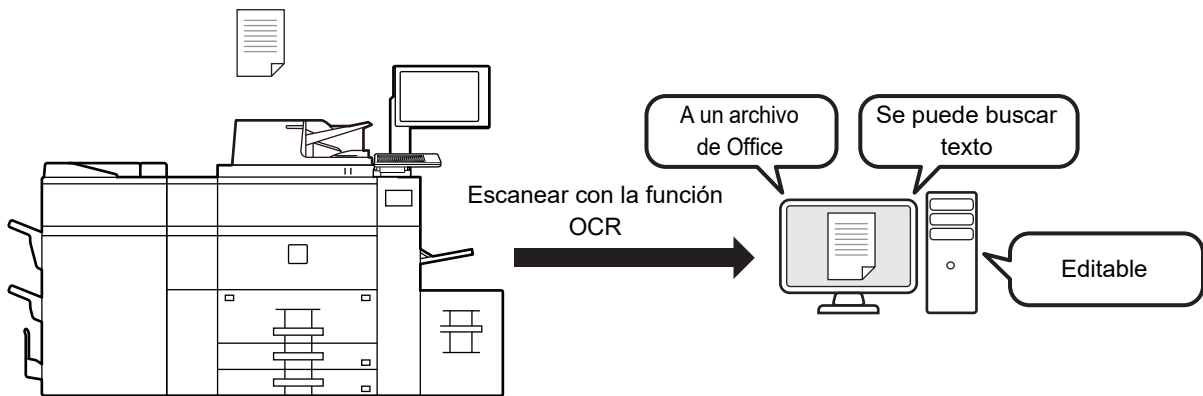 A un archivo
de Office
Se puede buscar
texto
Escanear con la función
OCR
Editable